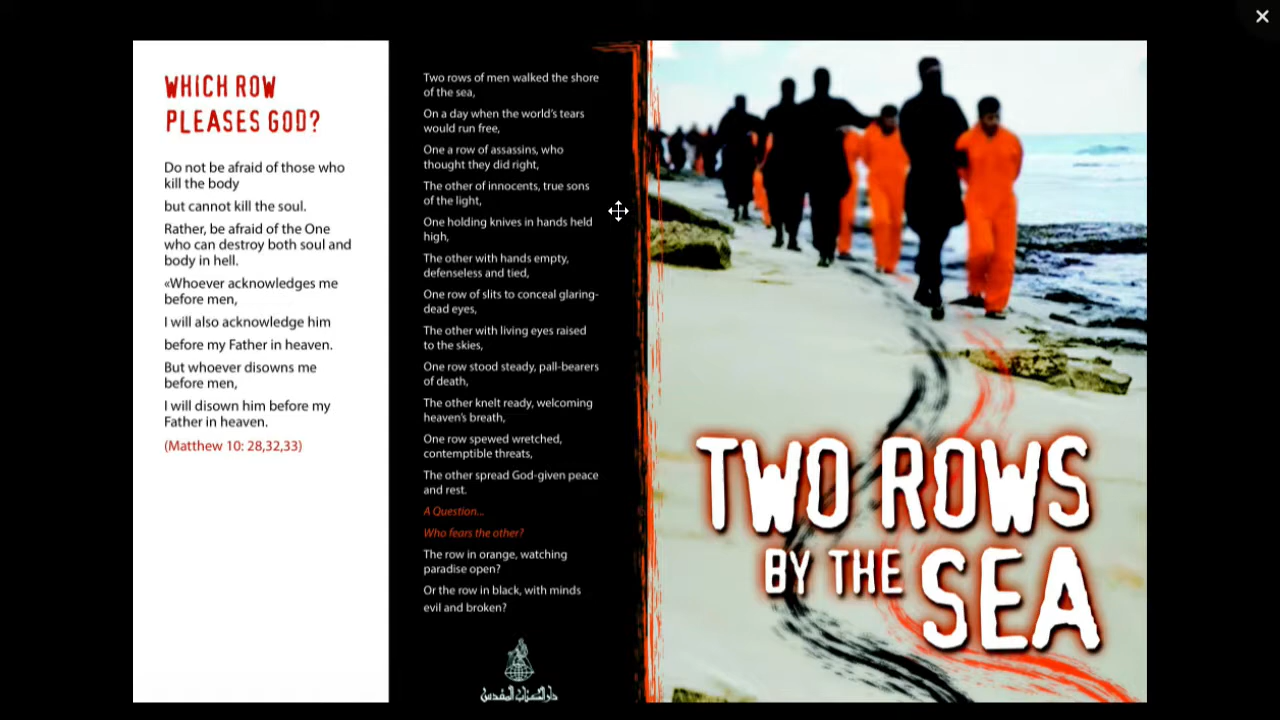 WHICH ROW
PLEASES GOD?
Do not be afraid of those who
kill the body
but cannot kill the soul.
Rather, be afraid of the One
who can destroy both soul and
body in hell.
«Whoever acknowledges me
before men,
I will also acknowledge him
before my Father in heaven.
But whoever disowns me
before men,
I will disown him before my
Father in heaven.
(Matthew 10: 28,32,33)
Two rows of men walked the shore
of the sea,
On a day when the world's tears
would run free,
One a row of assassins, who
thought they did right,
The other of innocents, true sons
of the light,
One holding knives in hands held
high,
The other with hands empty,
defenseless and tied,
One row of slits to conceal glaring-
dead eyes,
The other with living eyes raised
to the skies,
One row stood steady, pall-bearers
of death,
The other knelt ready, welcoming
heaven's breath,
One row spewed wretched,
contemptible threats,
The other spread God-given peace
and rest.
A Question...
Who fears the other?
The row in orange, watching
paradise open?
Or the row in black, with minds
evil and broken?
دار الكتاب المقدس
TWO ROWS
BY THE SEA